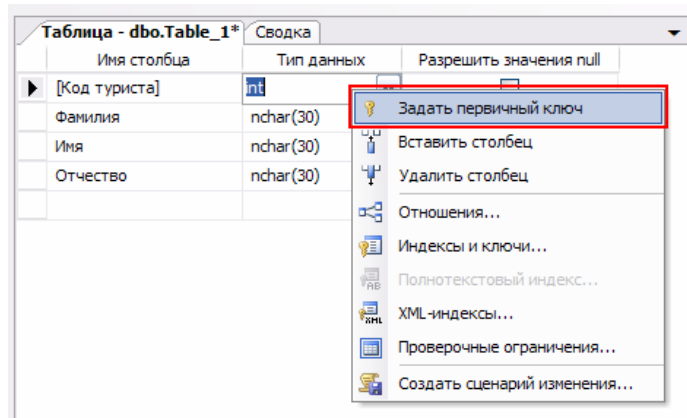 Таблица - dbo.Table_1* Сводка
Имя столбца Тип данных Разрешить значения null
[Код туриста] int
Фамилия nchar(30)
Имя nchar(30)
Отчество nchar(30)
Задать первичный ключ
Вставить столбец
Удалить столбец
Отношения...
Индексы и ключи...
Полнотекстовый индекс...
XML-индексы...
Проверочные ограничения...
Создать сценарий изменения...